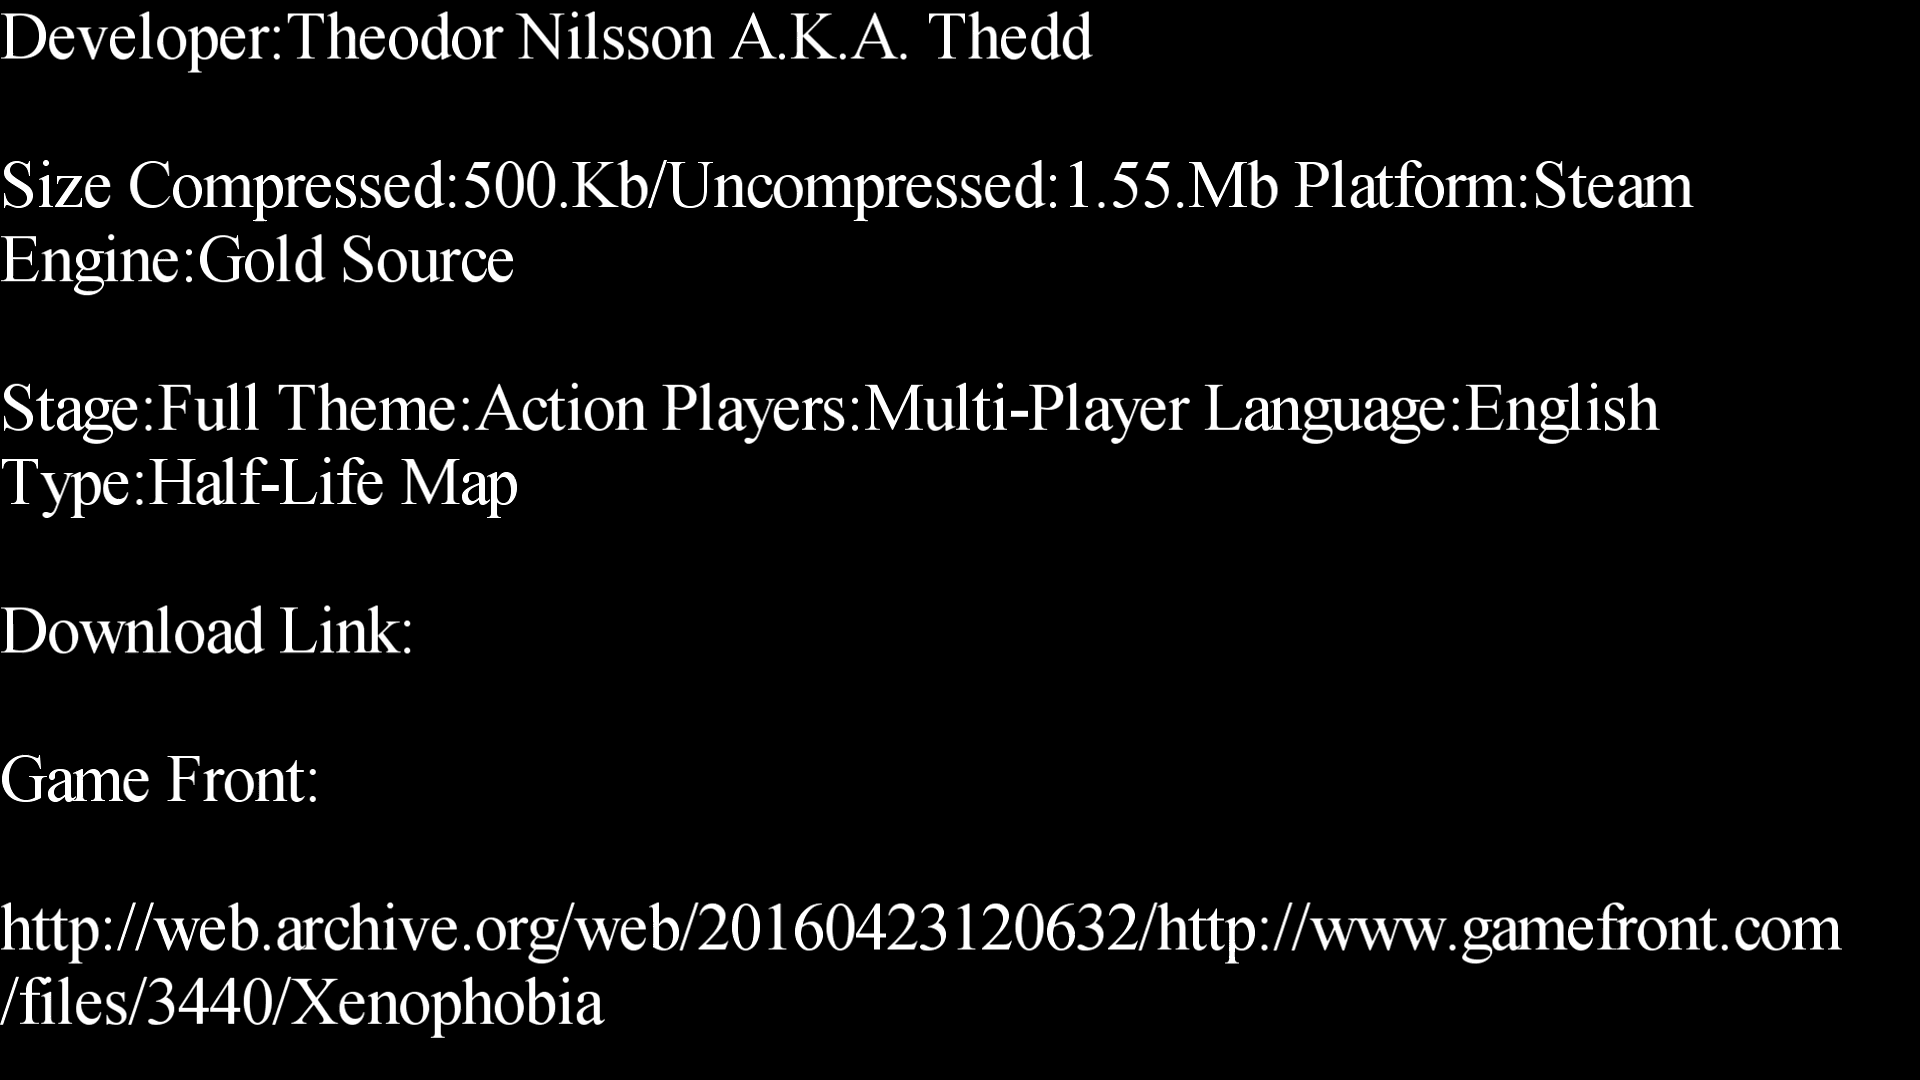 Developer:Theodor Nilsson A.K.A. Thedd
Size Compressed:500.Kb/Uncompressed:1.55.Mb Platform:Steam
Engine:Gold Source
Stage:Full Theme:Action Players:Multi-Player Language:English
Type:Half-Life Map
Download Link:
Game Front:
http://web.archive.org/web/20160423120632/http://www.gamefront.com
/files/3440/Xenophobia